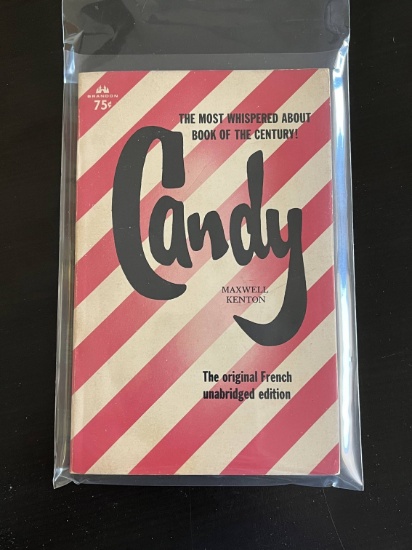 BRANDON
75¢
THE MOST WHISPERED ABOUT
BOOK OF THE CENTURY!
Candy
MAXWELL
KENTON
The original French
unabridged edition